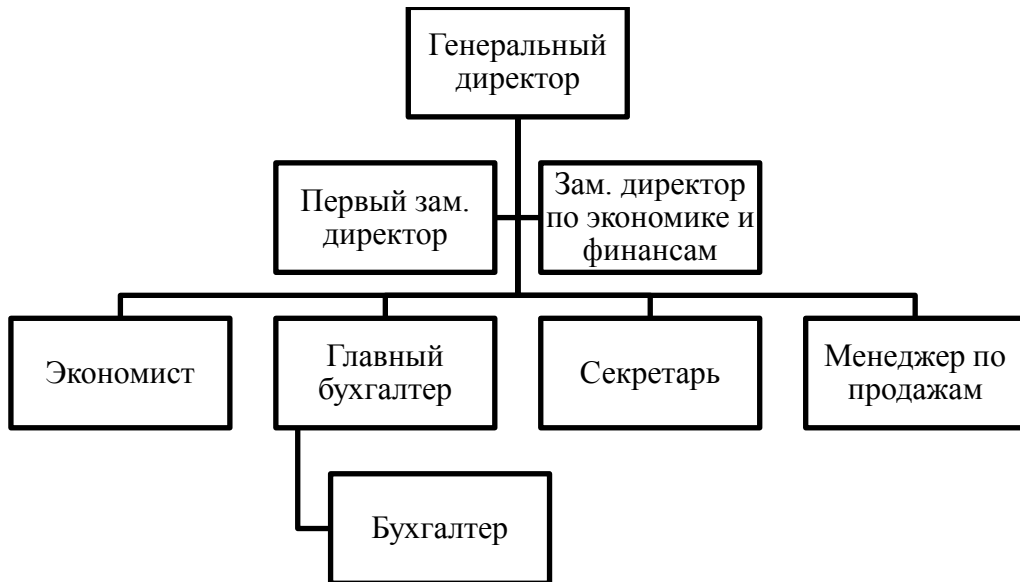 Генеральный
директор
Первый зам.
директор
Зам. директор
по экономике и
финансам
Экономист
Главный
бухгалтер
Секретарь
Менеджер по
продажам
Бухгалтер